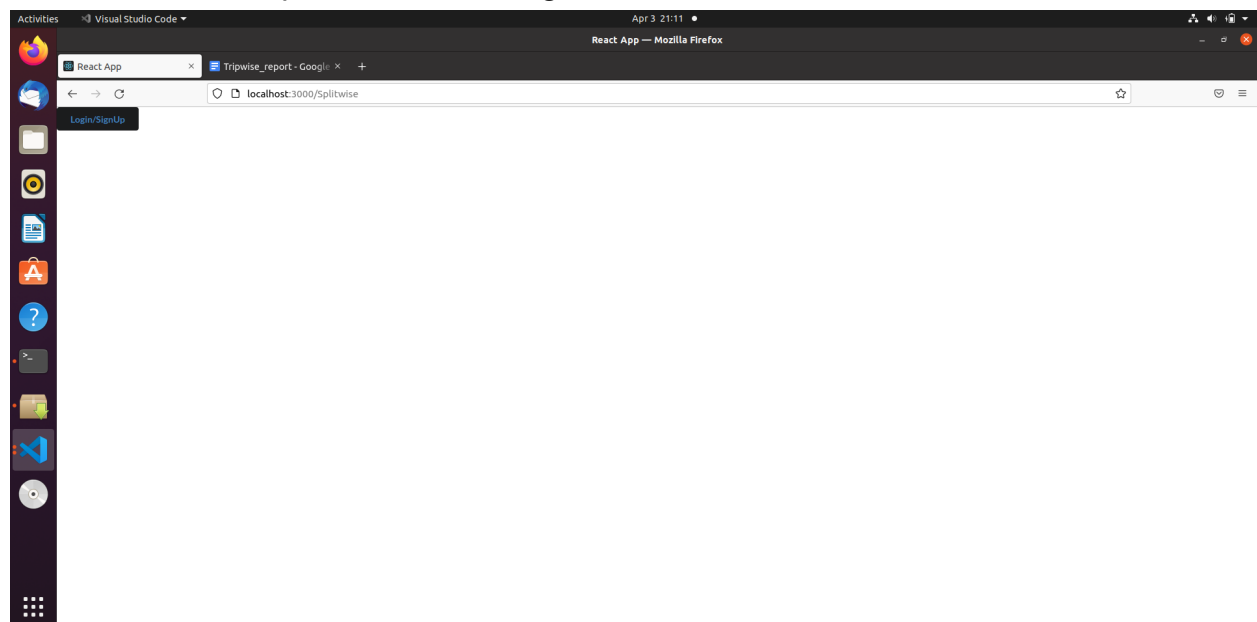 Activities Visual Studio Code Apr 3 21:11
React App — Mozilla Firefox
React App Tripwise_report - Google
localhost:3000/Splitwise
Login/SignUp